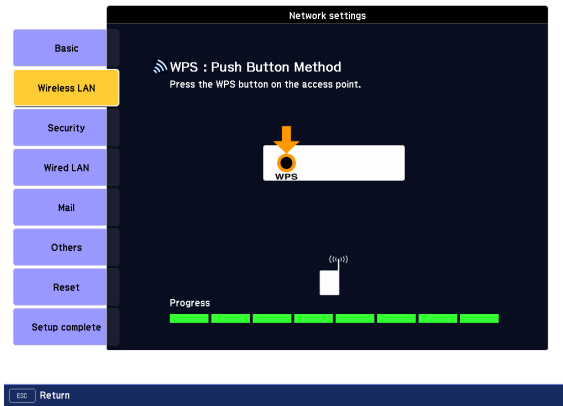 Network settings
Basic
Wireless LAN
Security
Wired LAN
Mail
Others
Reset
Setup complete
WPS : Push Button Method
Press the WPS button on the access point.
WPS
Progress
ESC Return